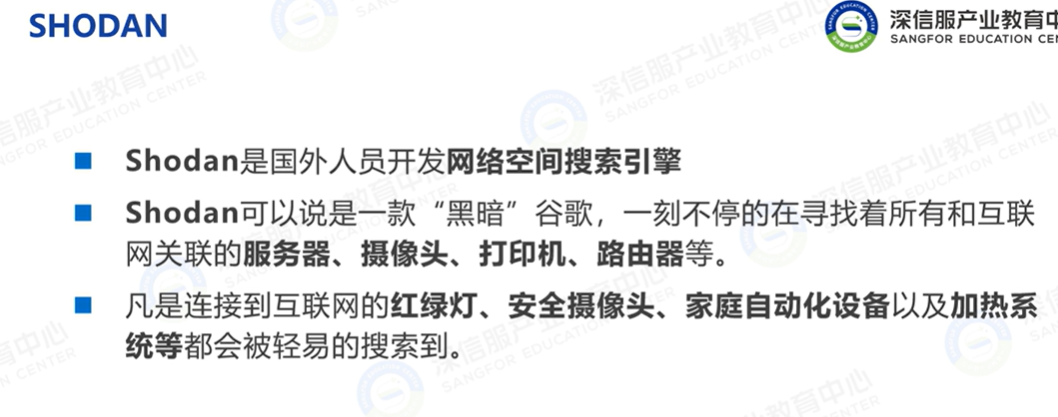 SHODAN
深信服产业教育中
SANGFOR EDUCATION CEN
Shodan是国外人员开发网络空间搜索引擎
Shodan可以说是一款“黑暗”谷歌，一刻不停的在寻找着所有和互联
网关联的服务器、摄像头、打印机、路由器等。
凡是连接到互联网的红绿灯、安全摄像头、家庭自动化设备以及加热系
统等都会被轻易的搜索到。